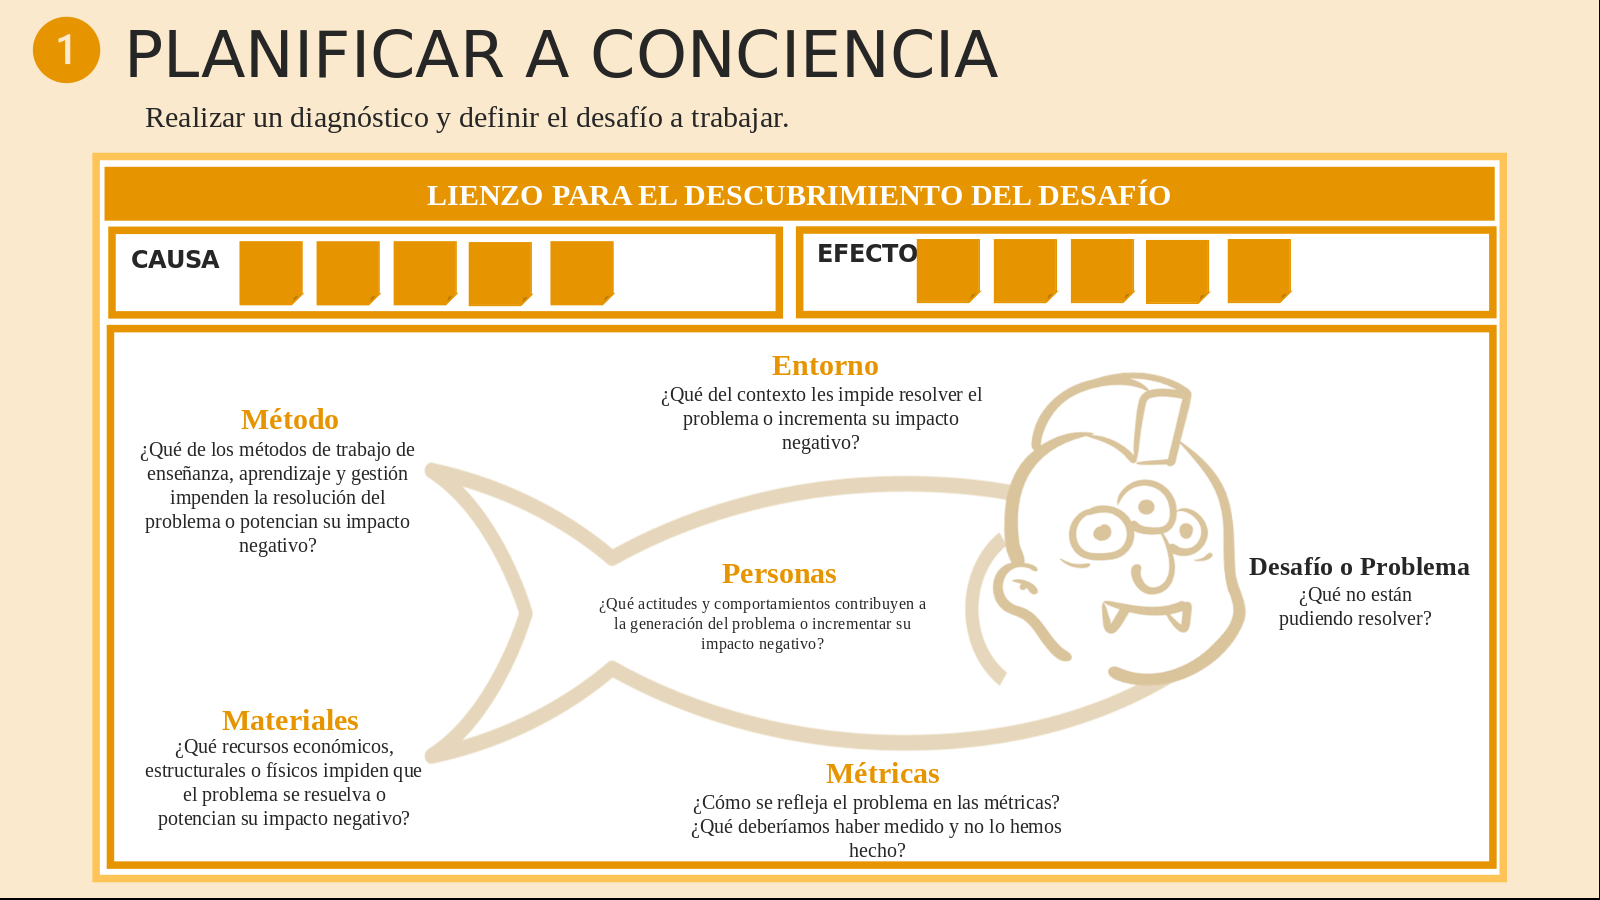 1
PLANIFICAR A CONCIENCIA
Realizar un diagnóstico y definir el desafío a trabajar.
LIENZO PARA EL DESCUBRIMIENTO DEL DESAFÍO
CAUSA
EFECTO
Entorno
¿Qué del contexto les impide resolver el
problema o incrementa su impacto
negativo?
Método
¿Qué de los métodos de trabajo de
enseñanza, aprendizaje y gestión
impenden la resolución del
problema o potencian su impacto
negativo?
Personas
¿Qué actitudes y comportamientos contribuyen a
la generación del problema o incrementar su
impacto negativo?
Desafío o Problema
¿Qué no están
pudiendo resolver?
Materiales
¿Qué recursos económicos,
estructurales o físicos impiden que
el problema se resuelva o
potencian su impacto negativo?
Métricas
¿Cómo se refleja el problema en las métricas?
¿Qué deberíamos haber medido y no lo hemos
hecho?